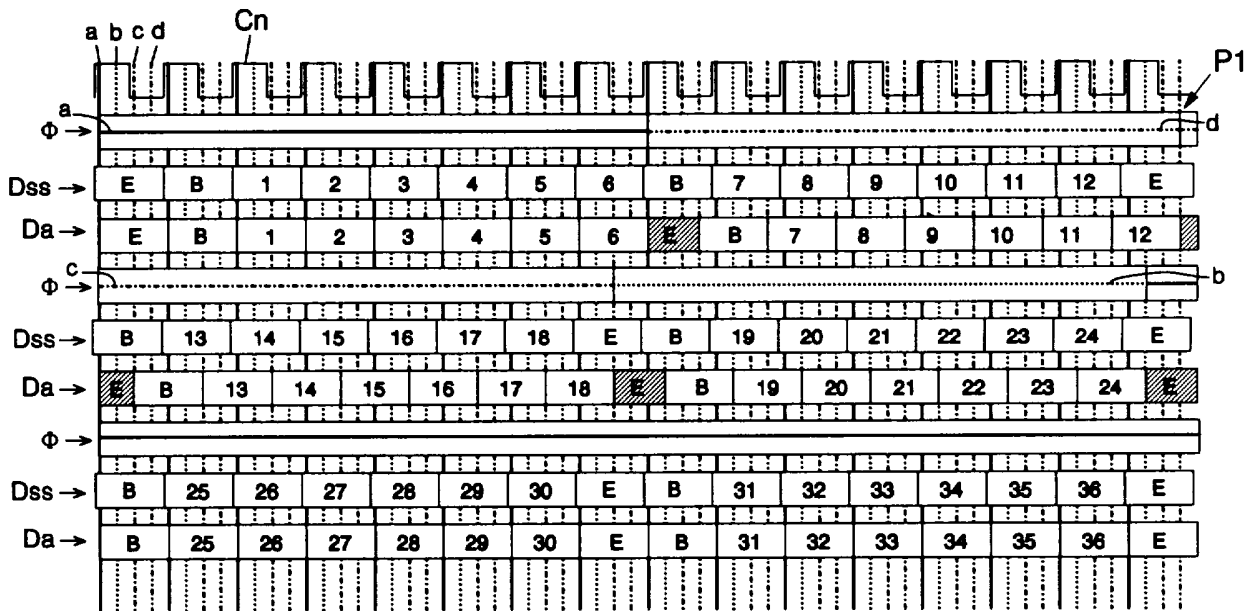 Cn
a b c d
P1
a
Φ → d
Dss → E B 1 2 3 4 5 6 B 7 8 9 10 11 12 E
Da → E B 1 2 3 4 5 6 E B 7 8 9 10 11 12
c
Φ → b
Dss → B 13 14 15 16 17 18 E B 19 20 21 22 23 24 E
Da → E B 13 14 15 16 17 18 E B 19 20 21 22 23 24 E
Φ →
Dss → B 25 26 27 28 29 30 E B 31 32 33 34 35 36 E
Da → B 25 26 27 28 29 30 E B 31 32 33 34 35 36 E